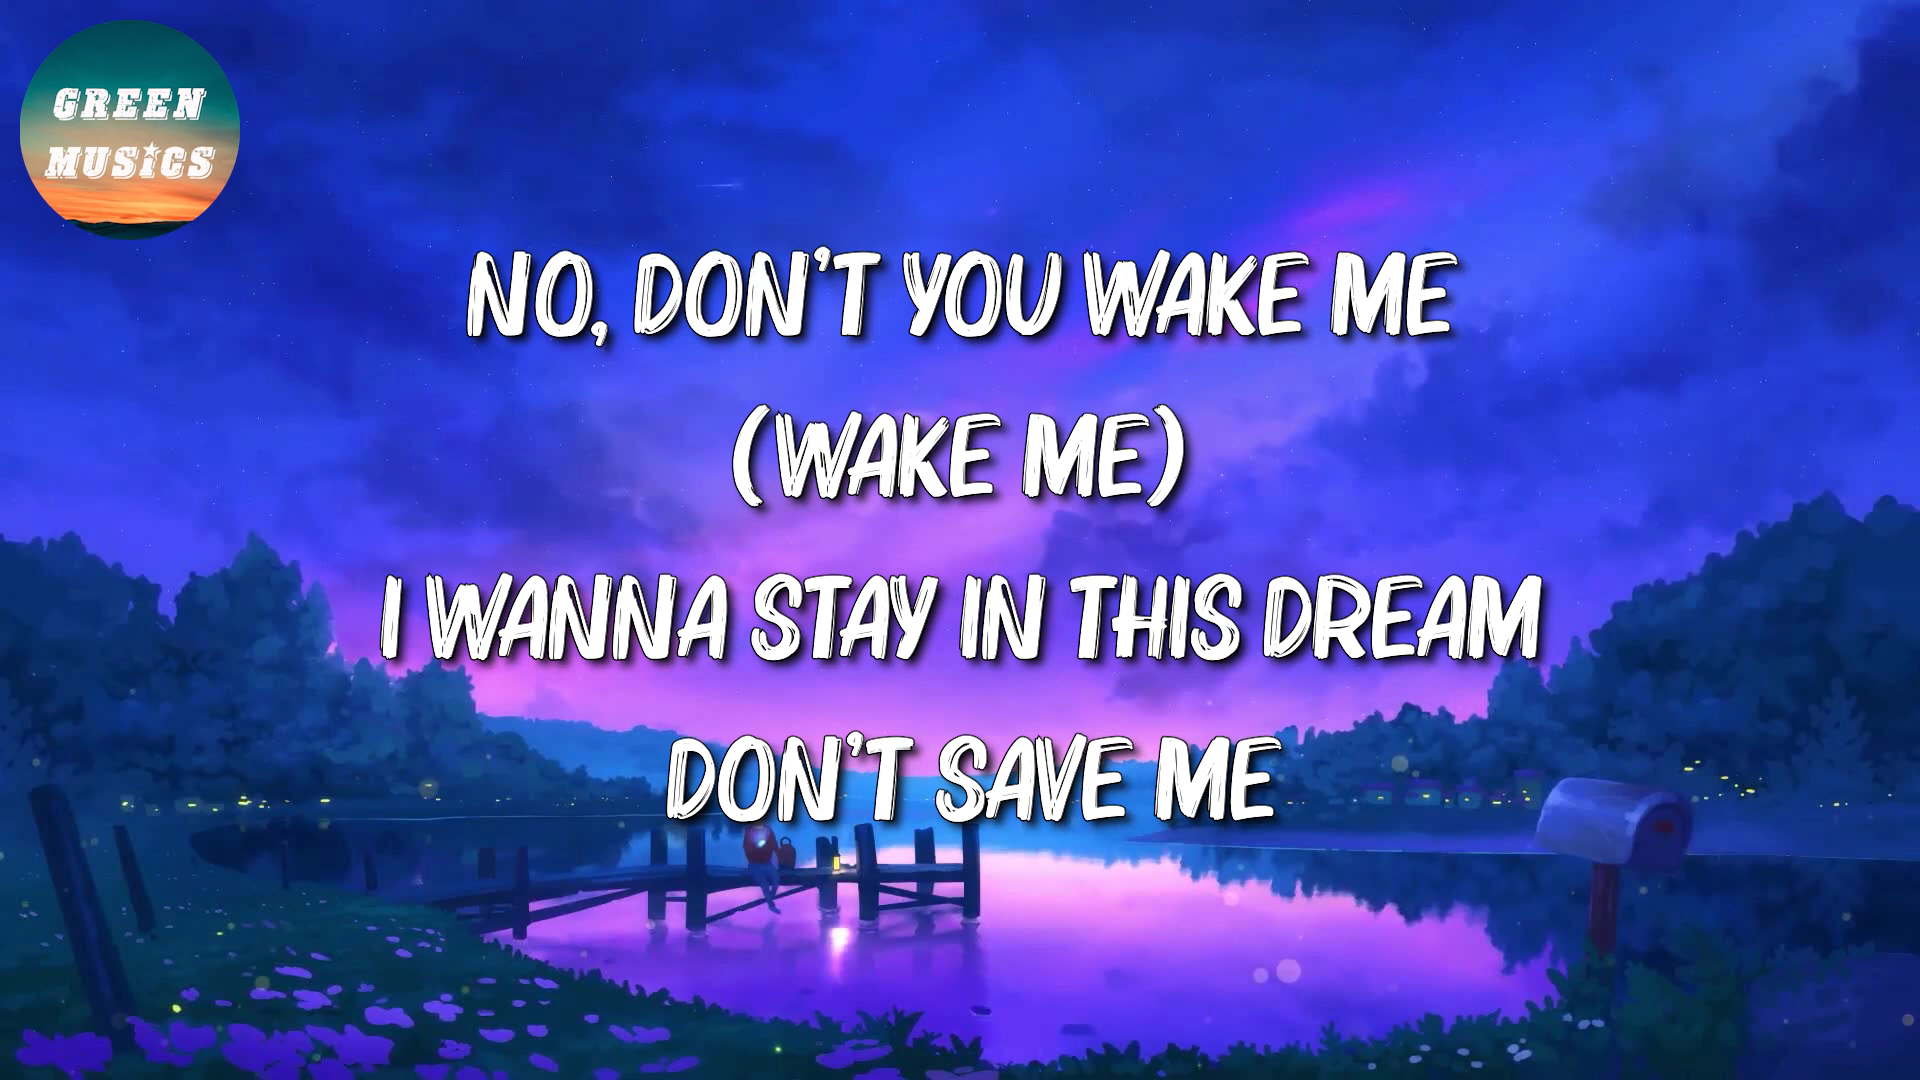 GREEN
MUSICS
NO, DON'T YOU WAKE ME
(WAKE ME)
I WANNA STAY IN THIS DREAM
DON'T SAVE ME